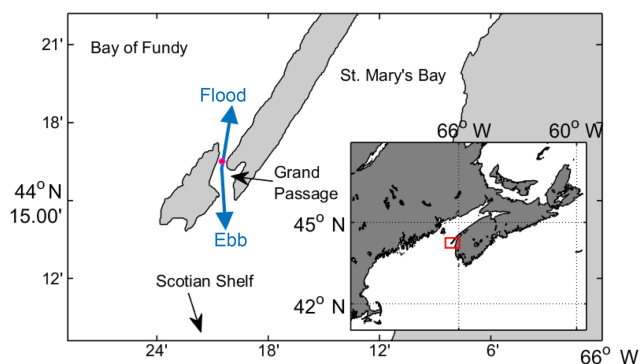 22'
Bay of Fundy
St. Mary's Bay
Flood
18'
66° W
60° W
Grand
Passage
44° N
15.00'
45° N
Ebb
12'
Scotian Shelf
42° N
24'
18'
12'
6'
66° W